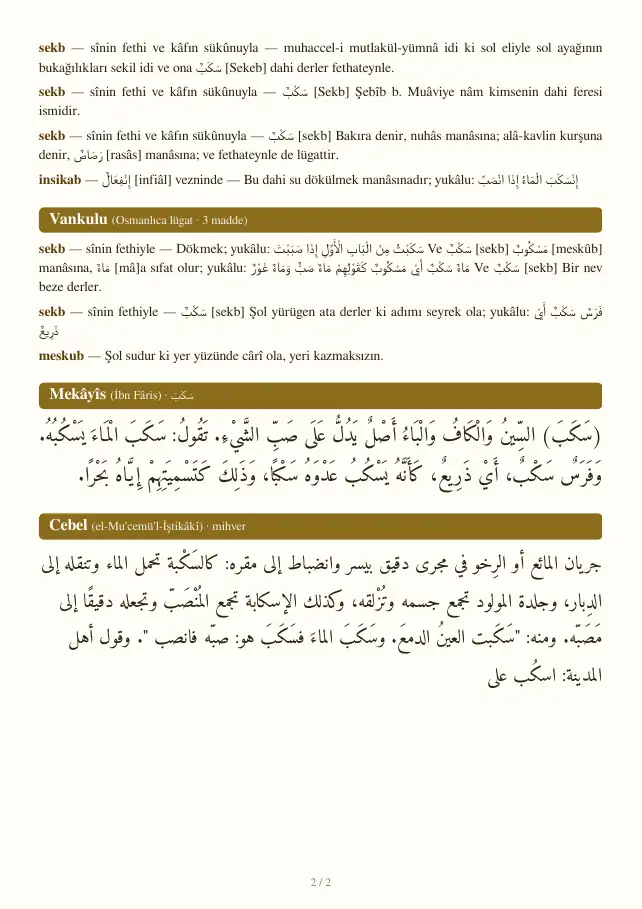 sekb — sînin fethi ve kâfın sükûnuyla — muhaccel-i mutlakül-yümnâ idi ki sol eliyle sol ayağının
bukağılıkları sekil idi ve ona سَكَبٌ [Sekeb] dahi derler fethateynle.
sekb — sînin fethi ve kâfın sükûnuyla — سَكْبٌ [Sekb] Şebîb b. Muâviye nâm kimsenin dahi feresi
ismidir.
sekb — sînin fethi ve kâfın sükûnuyla — سَكْبٌ [sekb] Bakıra denir, nuhâs manâsına; alâ-kavlin kurşuna
denir, رَصَاصٌ [rasâs] manâsına; ve fethateynle de lügattir.
insikab — إِنْفِعَالٌ [infiâl] vezninde — Bu dahi su dökülmek manâsınadır; yukâlu: إِنْسَكَبَ الْمَاءُ إِذَا انْصَبَّ
Vankulu (Osmanlıca lügat · 3 madde)
sekb — sînin fethiyle — Dökmek; yukâlu: سَكَبْتُ مِنَ الْبَابِ الْأَوَّلِ إِذَا صَبَبْتَ Ve سَكْبٌ [sekb] مَسْكُوبٌ [meskûb]
manâsına, مَاءٌ [mâ]a sıfat olur; yukâlu: مَاءٌ سَكْبٌ أَيْ مَسْكُوبٌ كَقَوْلِهِمْ مَاءٌ صَبٌّ وَمَاءٌ غَوْرٌ Ve سَكْبٌ [sekb] Bir nev
beze derler.
sekb — sînin fethiyle — سَكْبٌ [sekb] Şol yürügen ata derler ki adımı seyrek ola; yukâlu: فَرَسٌ سَكْبٌ أَيْ
ذَرِيعٌ
meskub — Şol sudur ki yer yüzünde cârî ola, yeri kazmaksızın.
Mekâyîs (İbn Fâris) · سَكَبَ
(سَكَبَ) السِّينُ وَالْكَافُ وَالْبَاءُ أَصْلٌ يَدُلُّ عَلَى صَبِّ الشَّيْءِ. تَقُولُ: سَكَبَ الْمَاءَ يَسْكُبُهُ.
وَفَرَسٌ سَكْبٌ، أَيْ ذَرِيعٌ، كَأَنَّهُ يَسْكُبُ عَدْوَهُ سَكْبًا، وَذَلِكَ كَتَسْمِيَتِهِمْ إِيَّاهُ بَحْرًا.
Cebel (el-Mu'cemü'l-İştikâkî) · mihver
جريان المائع أو الرِخو في مجرى دقيق بيسر وانضباط إلى مقره: كالسَكْبة تحمل الماء وتنقله إلى
الدِبار، وجلدة المولود تجمع جسمه وتُزْلقه، وكذلك الإسكابة تجمع المُنْصَبّ وتجعله دقيقًا إلى
مَصَبّه. ومنه: "سَكَبت العينُ الدمعَ. وسَكَبَ الماءَ فسَكَبَ هو: صبّه فانصب ". وقول أهل
المدينة: اسكُب على
2 / 2